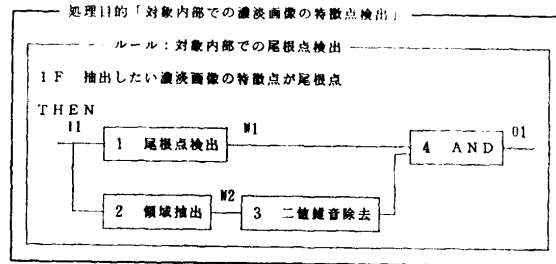 処理目的「対象内部での濃淡画像の特徴点検出」
ルール：対象内部での尾根点検出
IF 抽出したい濃淡画像の特徴点が尾根点
THEN
I1
1 尾根点検出
W1
4 AND
O1
2 領域抽出
W2
3 二値雑音除去